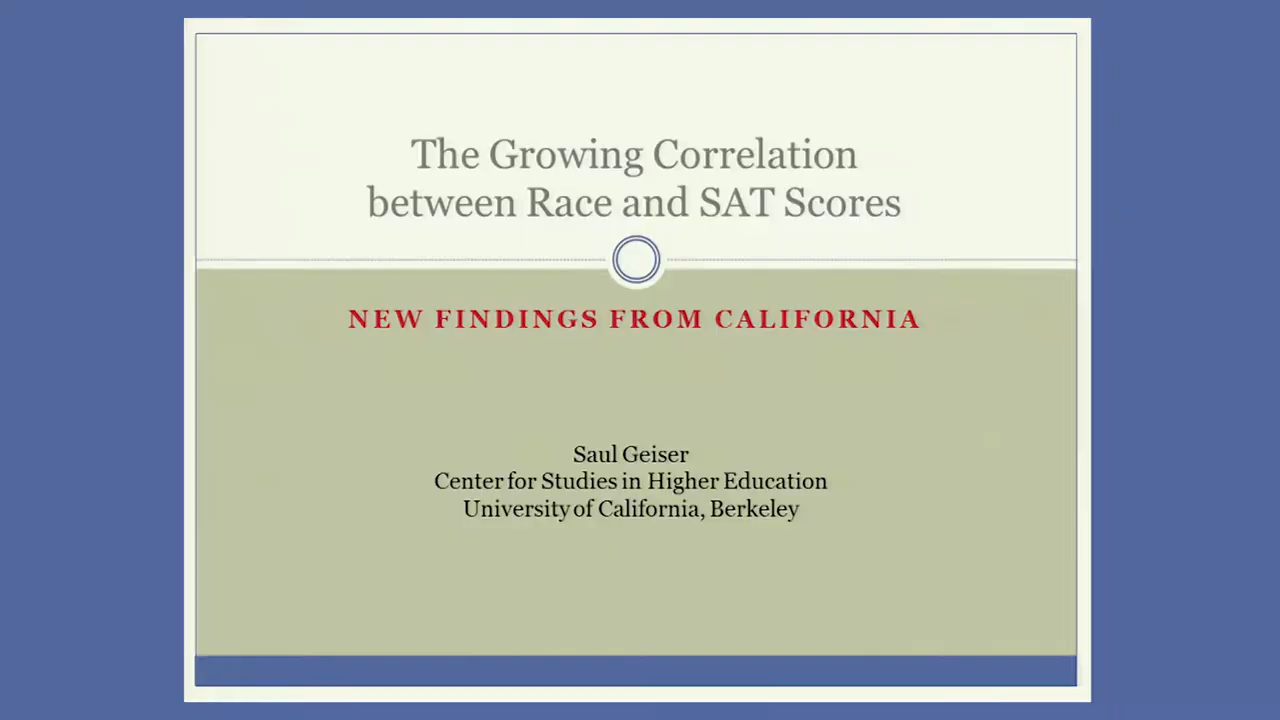 The Growing Correlation
between Race and SAT Scores
NEW FINDINGS FROM CALIFORNIA
Saul Geiser
Center for Studies in Higher Education
University of California, Berkeley